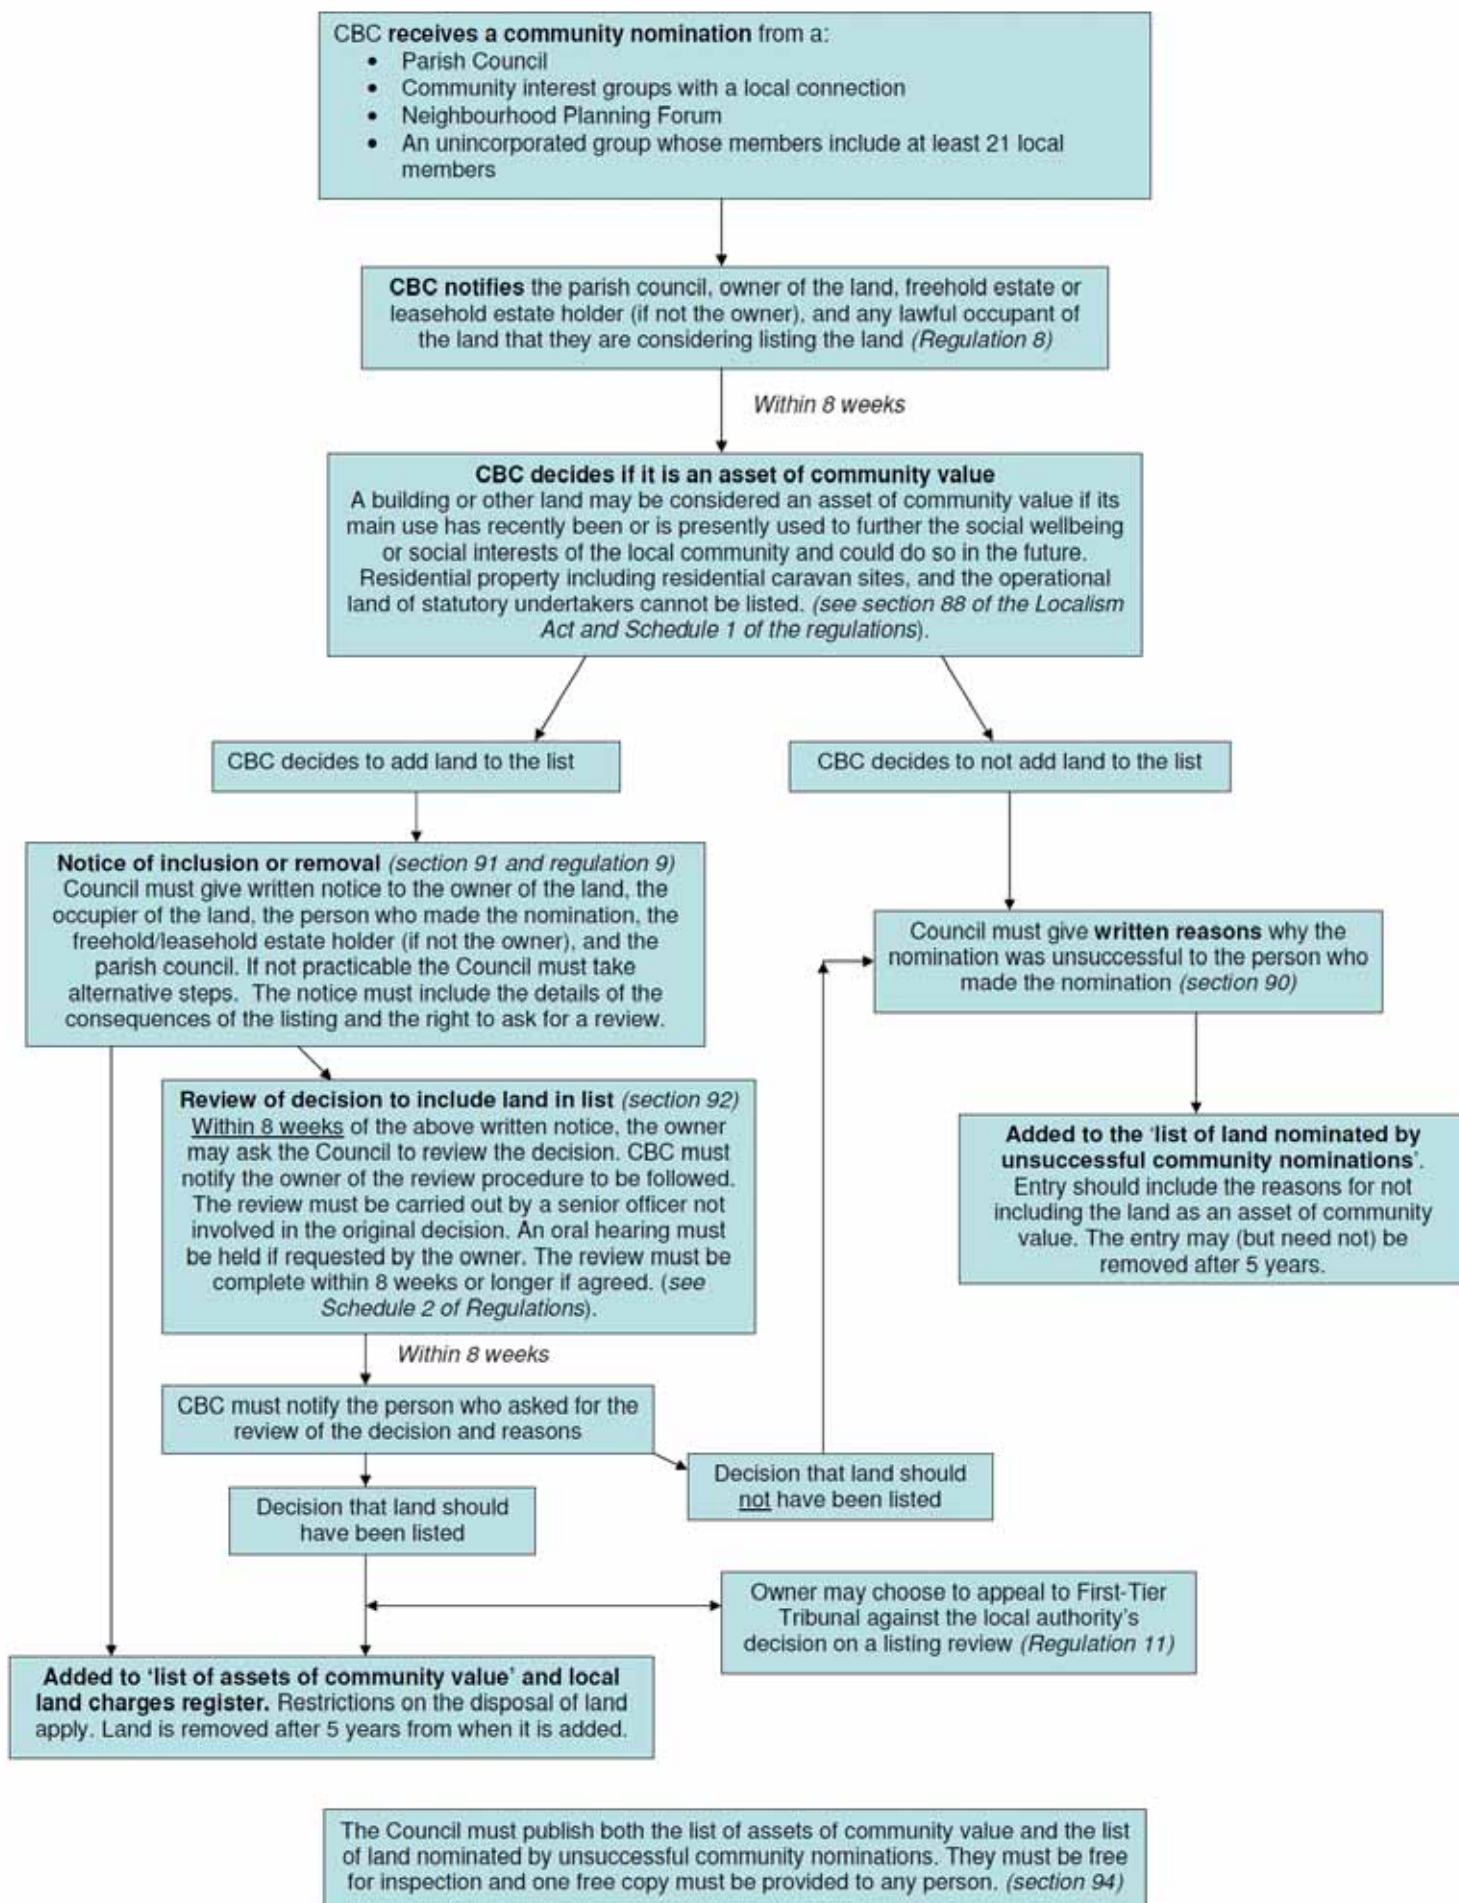 CBC receives a community nomination from a:
• Parish Council
• Community interest groups with a local connection
• Neighbourhood Planning Forum
• An unincorporated group whose members include at least 21 local
members
CBC notifies the parish council, owner of the land, freehold estate or
leasehold estate holder (if not the owner), and any lawful occupant of
the land that they are considering listing the land (Regulation 8)
Within 8 weeks
CBC decides if it is an asset of community value
A building or other land may be considered an asset of community value if its
main use has recently been or is presently used to further the social wellbeing
or social interests of the local community and could do so in the future.
Residential property including residential caravan sites, and the operational
land of statutory undertakers cannot be listed. (see section 88 of the Localism
Act and Schedule 1 of the regulations).
CBC decides to add land to the list
CBC decides to not add land to the list
Notice of inclusion or removal (section 91 and regulation 9)
Council must give written notice to the owner of the land, the
occupier of the land, the person who made the nomination, the
freehold/leasehold estate holder (if not the owner), and the
parish council. If not practicable the Council must take
alternative steps. The notice must include the details of the
consequences of the listing and the right to ask for a review.
Council must give written reasons why the
nomination was unsuccessful to the person who
made the nomination (section 90)
Review of decision to include land in list (section 92)
Within 8 weeks of the above written notice, the owner
may ask the Council to review the decision. CBC must
notify the owner of the review procedure to be followed.
The review must be carried out by a senior officer not
involved in the original decision. An oral hearing must
be held if requested by the owner. The review must be
complete within 8 weeks or longer if agreed. (see
Schedule 2 of Regulations).
Added to the ‘list of land nominated by
unsuccessful community nominations’.
Entry should include the reasons for not
including the land as an asset of community
value. The entry may (but need not) be
removed after 5 years.
Within 8 weeks
CBC must notify the person who asked for the
review of the decision and reasons
Decision that land should
not have been listed
Decision that land should
have been listed
Owner may choose to appeal to First-Tier
Tribunal against the local authority’s
decision on a listing review (Regulation 11)
Added to ‘list of assets of community value’ and local
land charges register. Restrictions on the disposal of land
apply. Land is removed after 5 years from when it is added.
The Council must publish both the list of assets of community value and the list
of land nominated by unsuccessful community nominations. They must be free
for inspection and one free copy must be provided to any person. (section 94)